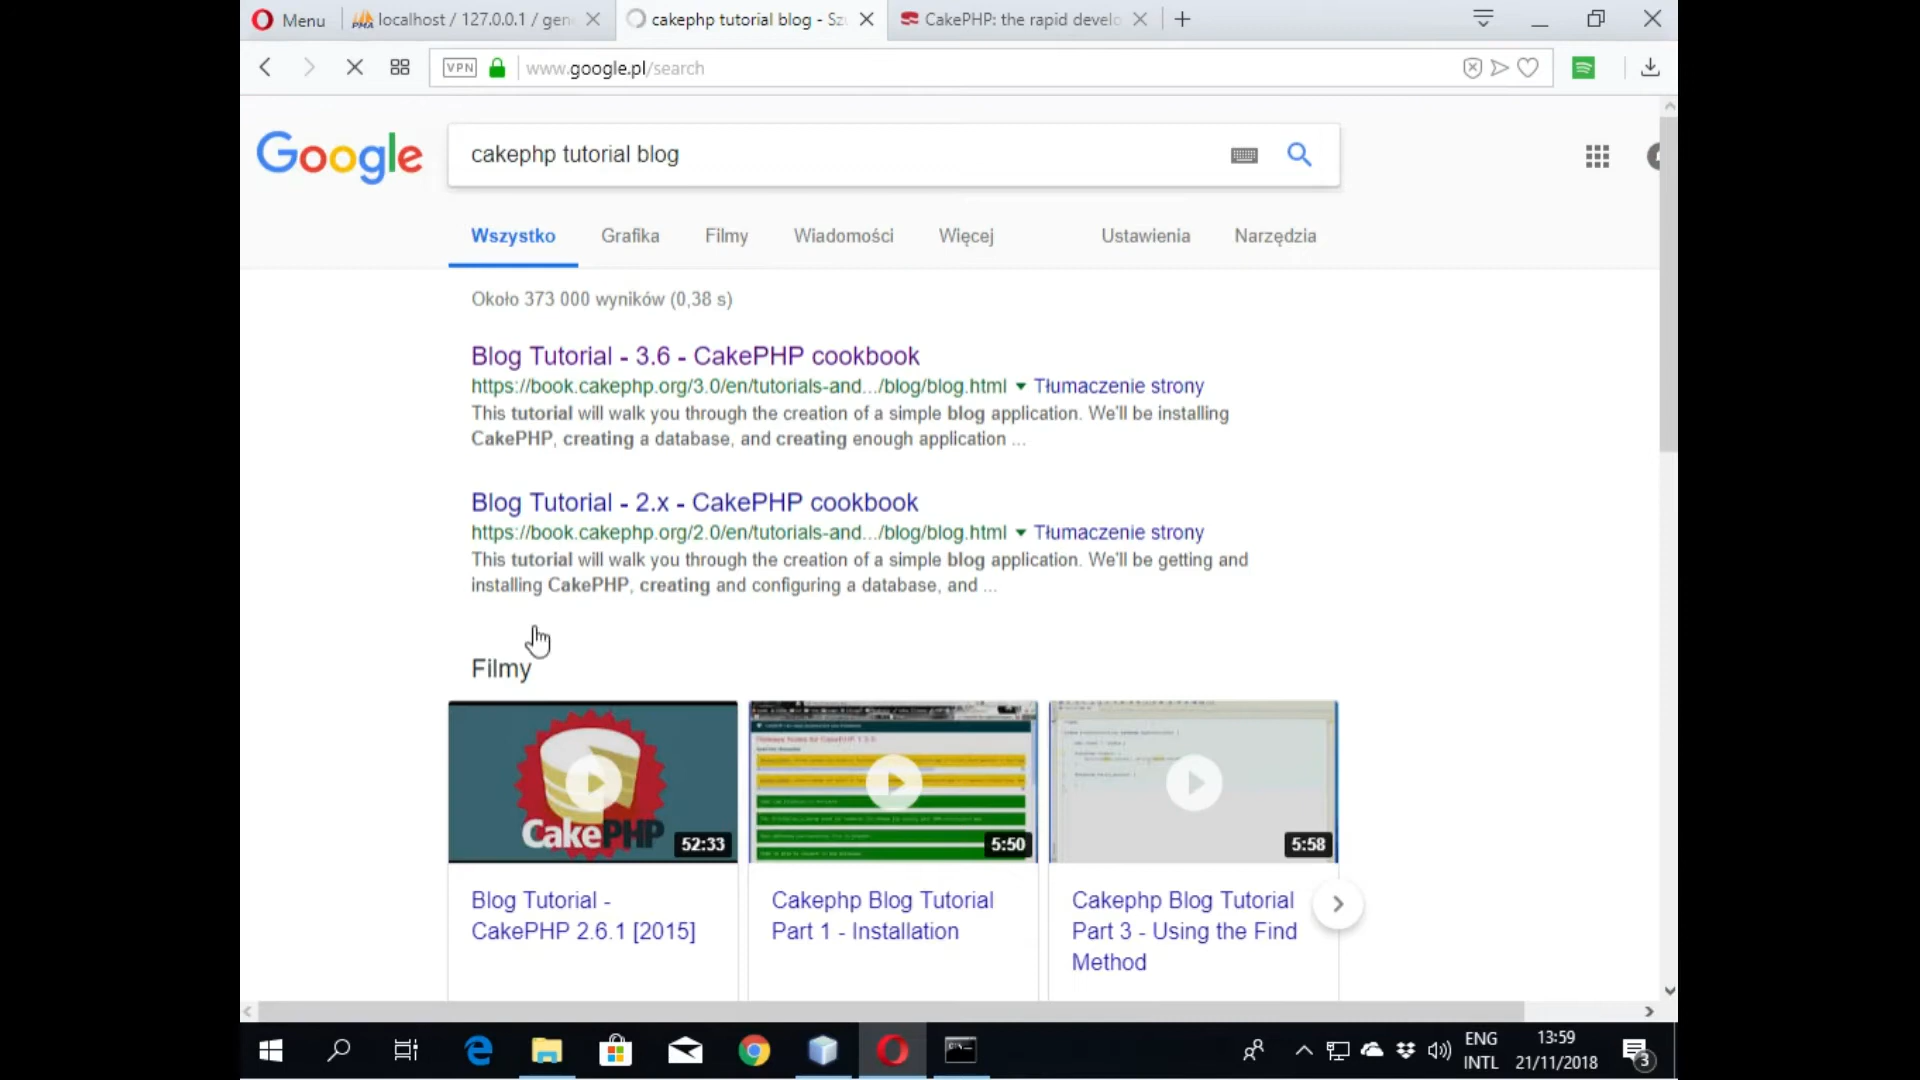 Menu
localhost / 127.0.0.1 / gen
cakephp tutorial blog - Sz
CakePHP: the rapid develo
VPN
www.google.pl/search
Google
cakephp tutorial blog
Wszystko
Grafika
Filmy
Wiadomości
Więcej
Ustawienia
Narzędzia
Około 373 000 wyników (0,38 s)
Blog Tutorial - 3.6 - CakePHP cookbook
https://book.cakephp.org/3.0/en/tutorials-and.../blog/blog.html Tłumaczenie strony
This tutorial will walk you through the creation of a simple blog application. We'll be installing
CakePHP, creating a database, and creating enough application ...
Blog Tutorial - 2.x - CakePHP cookbook
https://book.cakephp.org/2.0/en/tutorials-and.../blog/blog.html Tłumaczenie strony
This tutorial will walk you through the creation of a simple blog application. We'll be getting and
installing CakePHP, creating and configuring a database, and ...
Filmy
CakePHP
52:33
5:50
5:58
Blog Tutorial -
CakePHP 2.6.1 [2015]
Cakephp Blog Tutorial
Part 1 - Installation
Cakephp Blog Tutorial
Part 3 - Using the Find
Method
ENG
INTL
13:59
21/11/2018
3